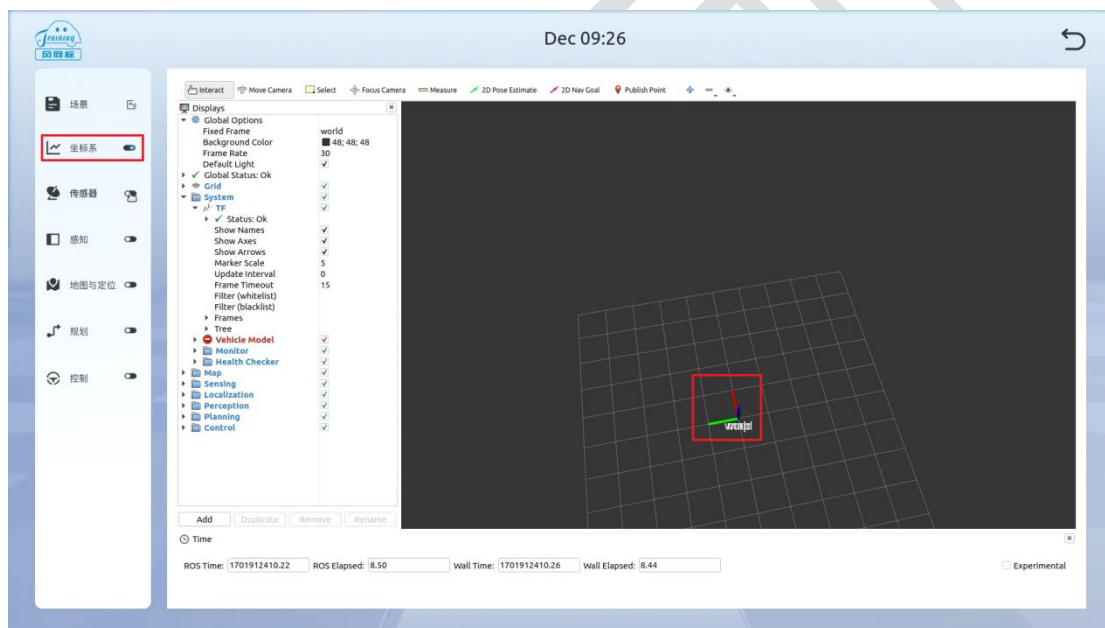 Training
风向标
Dec 09:26
场景
坐标系
传感器
感知
地图与定位
规划
控制
Interact Move Camera Select Focus Camera Measure 2D Pose Estimate 2D Nav Goal Publish Point
Displays
Global Options
Fixed Frame world
Background Color 48; 48; 48
Frame Rate 30
Default Light ✓
✓ Global Status: Ok
Grid ✓
System ✓
TF ✓
✓ Status: Ok
Show Names ✓
Show Axes ✓
Show Arrows ✓
Marker Scale 5
Update Interval 0
Frame Timeout 15
Filter (whitelist)
Filter (blacklist)
Frames
Tree
Vehicle Model ✓
Monitor ✓
Health Checker ✓
Map ✓
Sensing ✓
Localization ✓
Perception ✓
Planning ✓
Control ✓
Add Duplicate Remove Rename
Time
ROS Time: 1701912410.22 ROS Elapsed: 8.50 Wall Time: 1701912410.26 Wall Elapsed: 8.44 Experimental